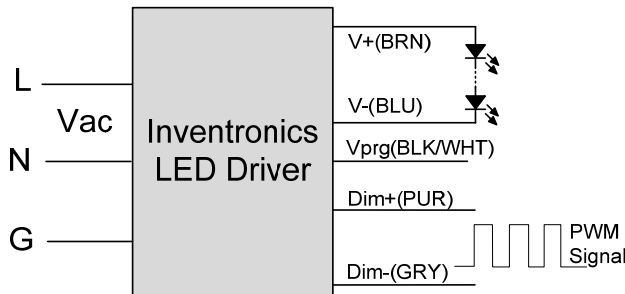 L
Vac
N
G
Inventronics
LED Driver
V+(BRN)
V-(BLU)
Vprg(BLK/WHT)
Dim+(PUR)
PWM
Signal
Dim-(GRY)